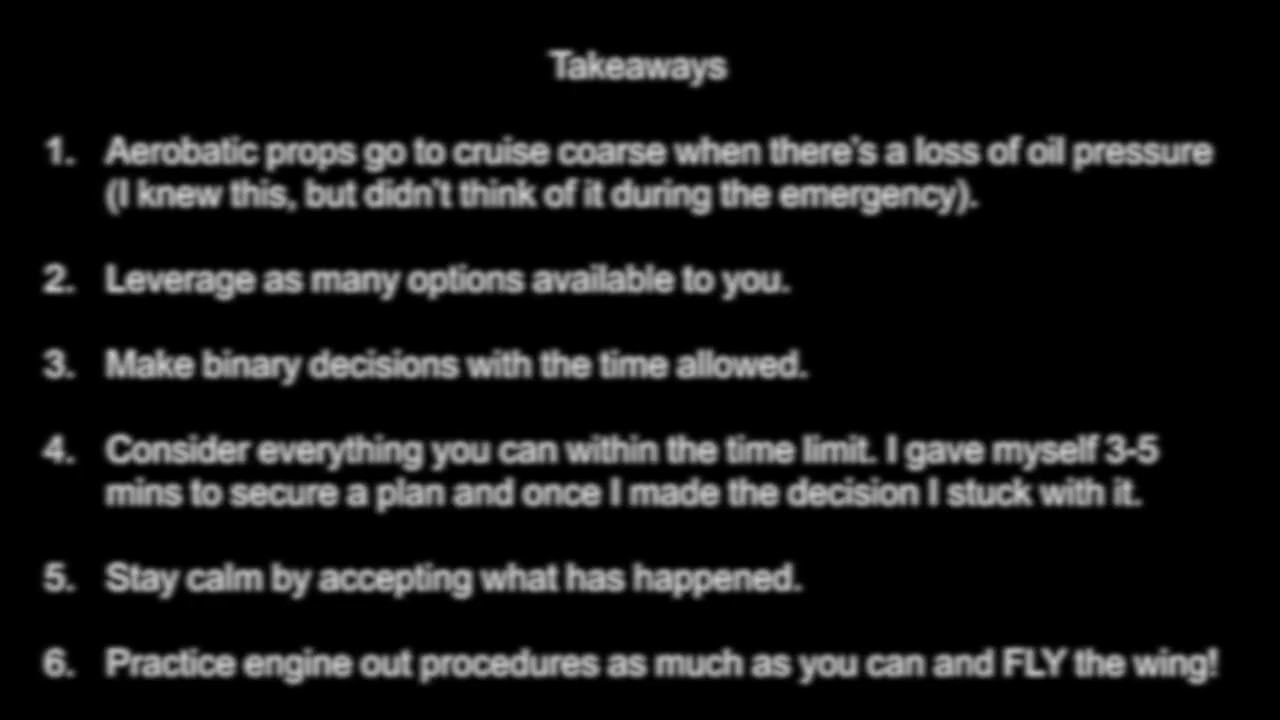 Takeaways
1. Aerobatic props go to cruise coarse when there's a loss of oil pressure
(I knew this, but didn't think of it during the emergency).
2. Leverage as many options available to you.
3. Make binary decisions with the time allowed.
4. Consider everything you can within the time limit. I gave myself 3-5
mins to secure a plan and once I made the decision I stuck with it.
5. Stay calm by accepting what has happened.
6. Practice engine out procedures as much as you can and FLY the wing!